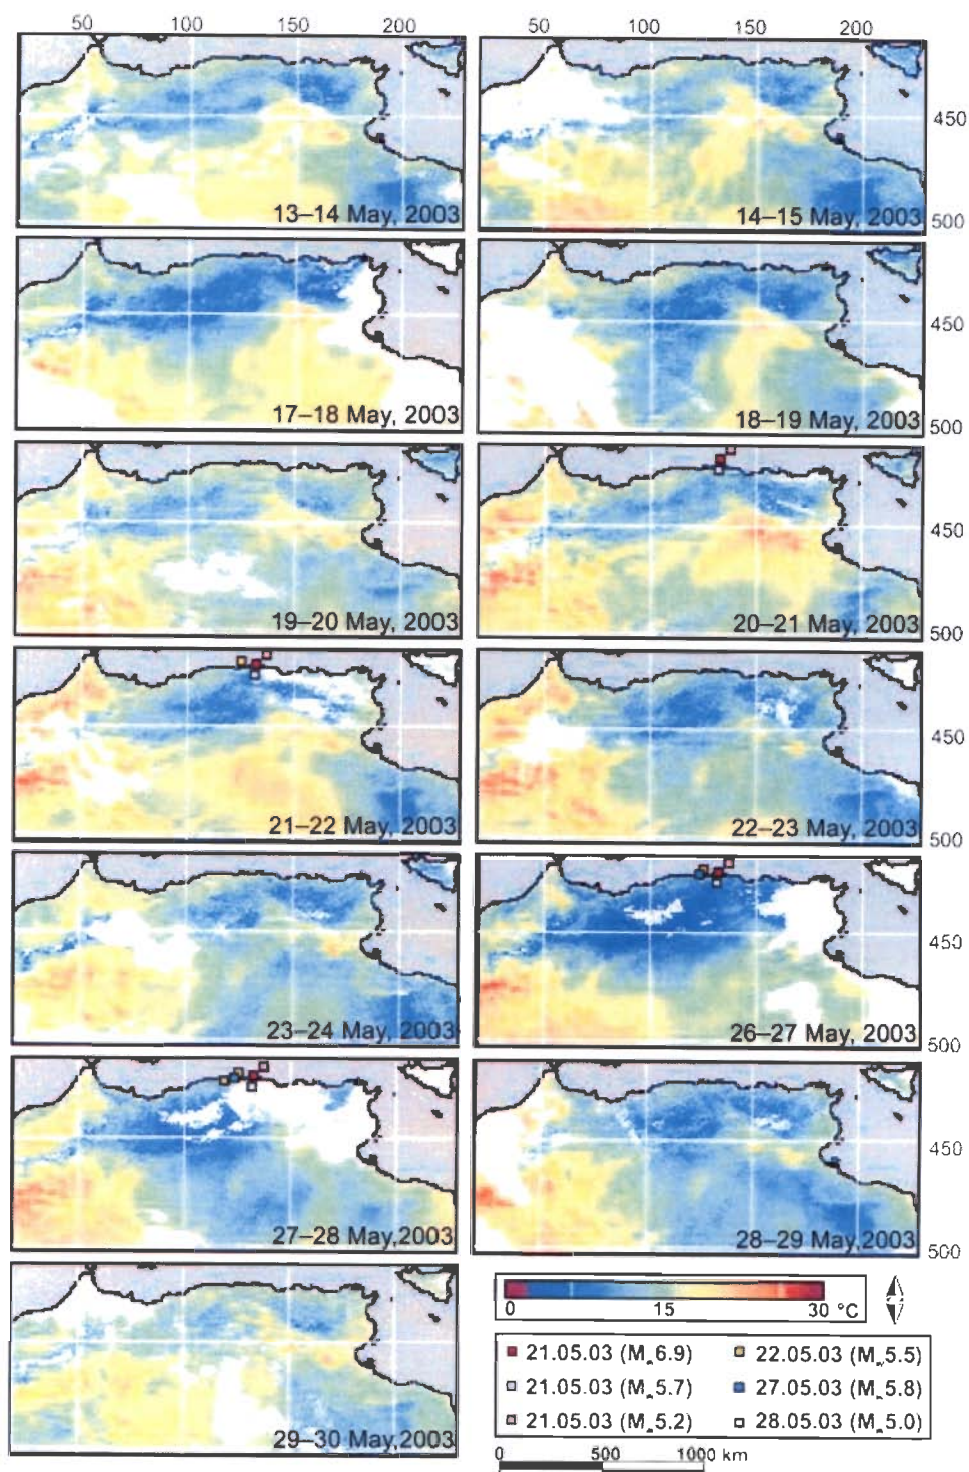 50 100 150 200 50 100 150 200
13–14 May, 2003
14–15 May, 2003
450
500
17–18 May, 2003
18–19 May, 2003
450
500
19–20 May, 2003
20–21 May, 2003
450
500
21–22 May, 2003
22–23 May, 2003
450
500
23–24 May, 2003
26–27 May, 2003
450
500
27–28 May,2003
28–29 May,2003
450
500
29–30 May, 2003
0 15 30 °C
21.05.03 (M 6.9) 22.05.03 (M 5.5)
21.05.03 (M 5.7) 27.05.03 (M 5.8)
21.05.03 (M 5.2) 28.05.03 (M 5.0)
0 500 1000 km